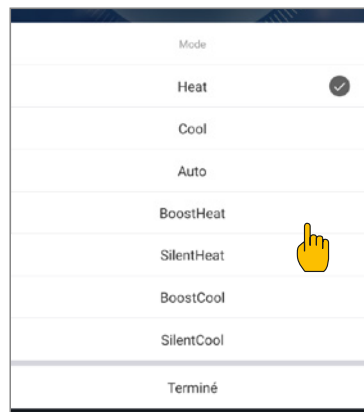 Mode
Heat
Cool
Auto
BoostHeat
SilentHeat
BoostCool
SilentCool
Terminé